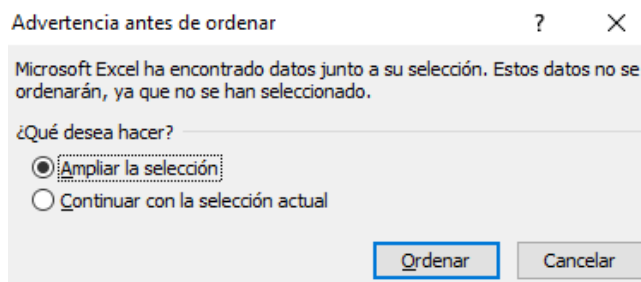 Advertencia antes de ordenar ? X
Microsoft Excel ha encontrado datos junto a su selección. Estos datos no se
ordenarán, ya que no se han seleccionado.
¿Qué desea hacer?
Ampliar la selección
Continuar con la selección actual
Ordenar Cancelar